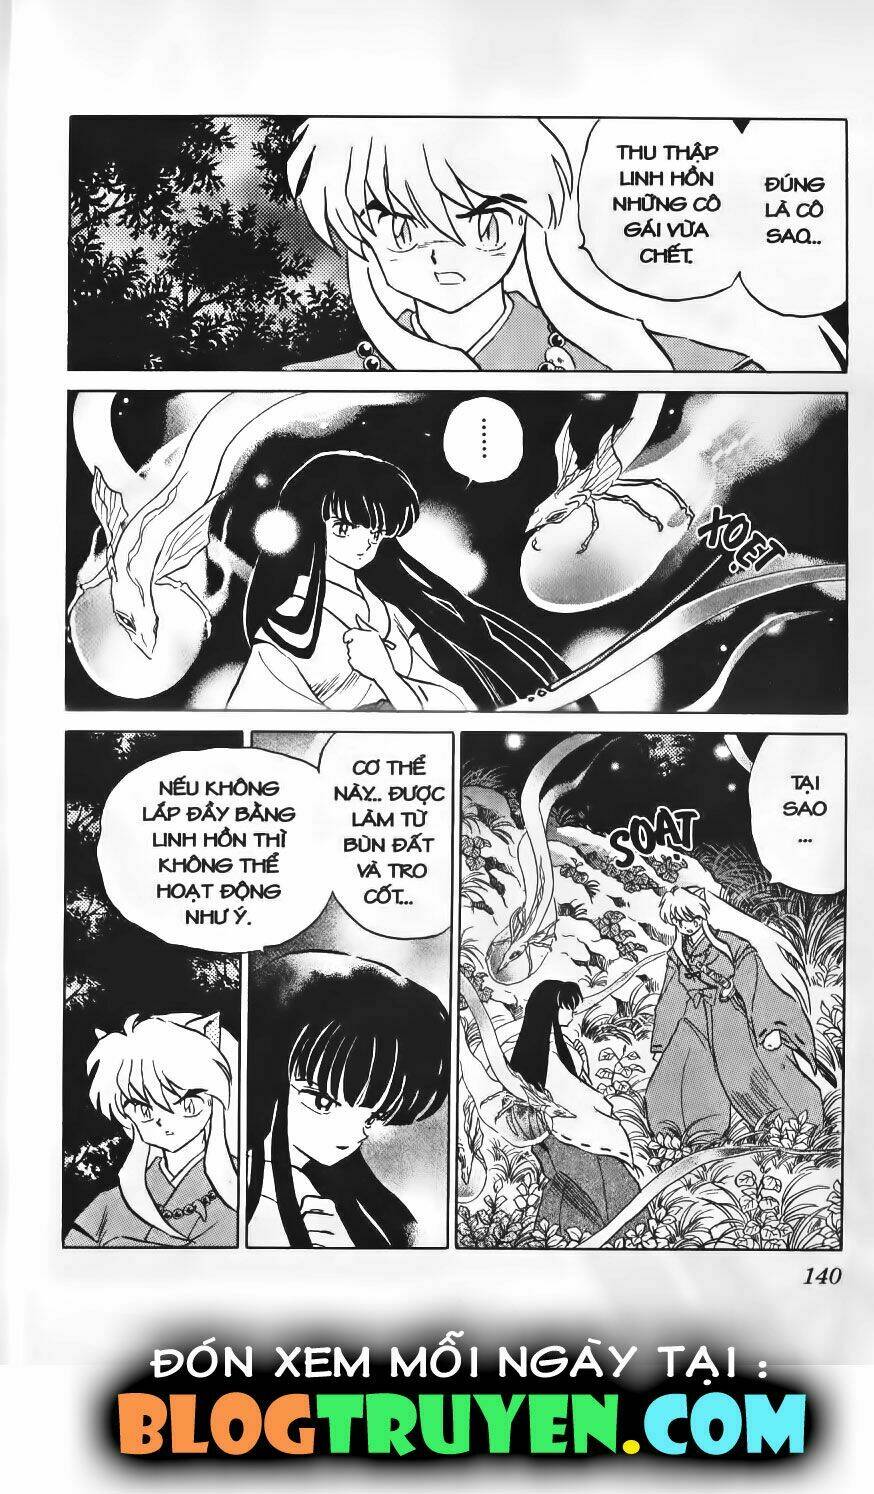 ĐÚNG
LÀ CÔ
SAO...
THU THẬP
LINH HỒN
NHỮNG CÔ
GÁI VỪA
CHẾT.
......
XOẸT
TẠI
SAO
...
SOẠT
CƠ THỂ
NÀY... ĐƯỢC
LÀM TỪ
BÙN ĐẤT
VÀ TRO
CỐT...
NẾU KHÔNG
LẤP ĐẦY BẰNG
LINH HỒN THÌ
KHÔNG THỂ
HOẠT ĐỘNG
NHƯ Ý.
140
ĐÓN XEM MỖI NGÀY TẠI :
BLOGTRUYEN.COM